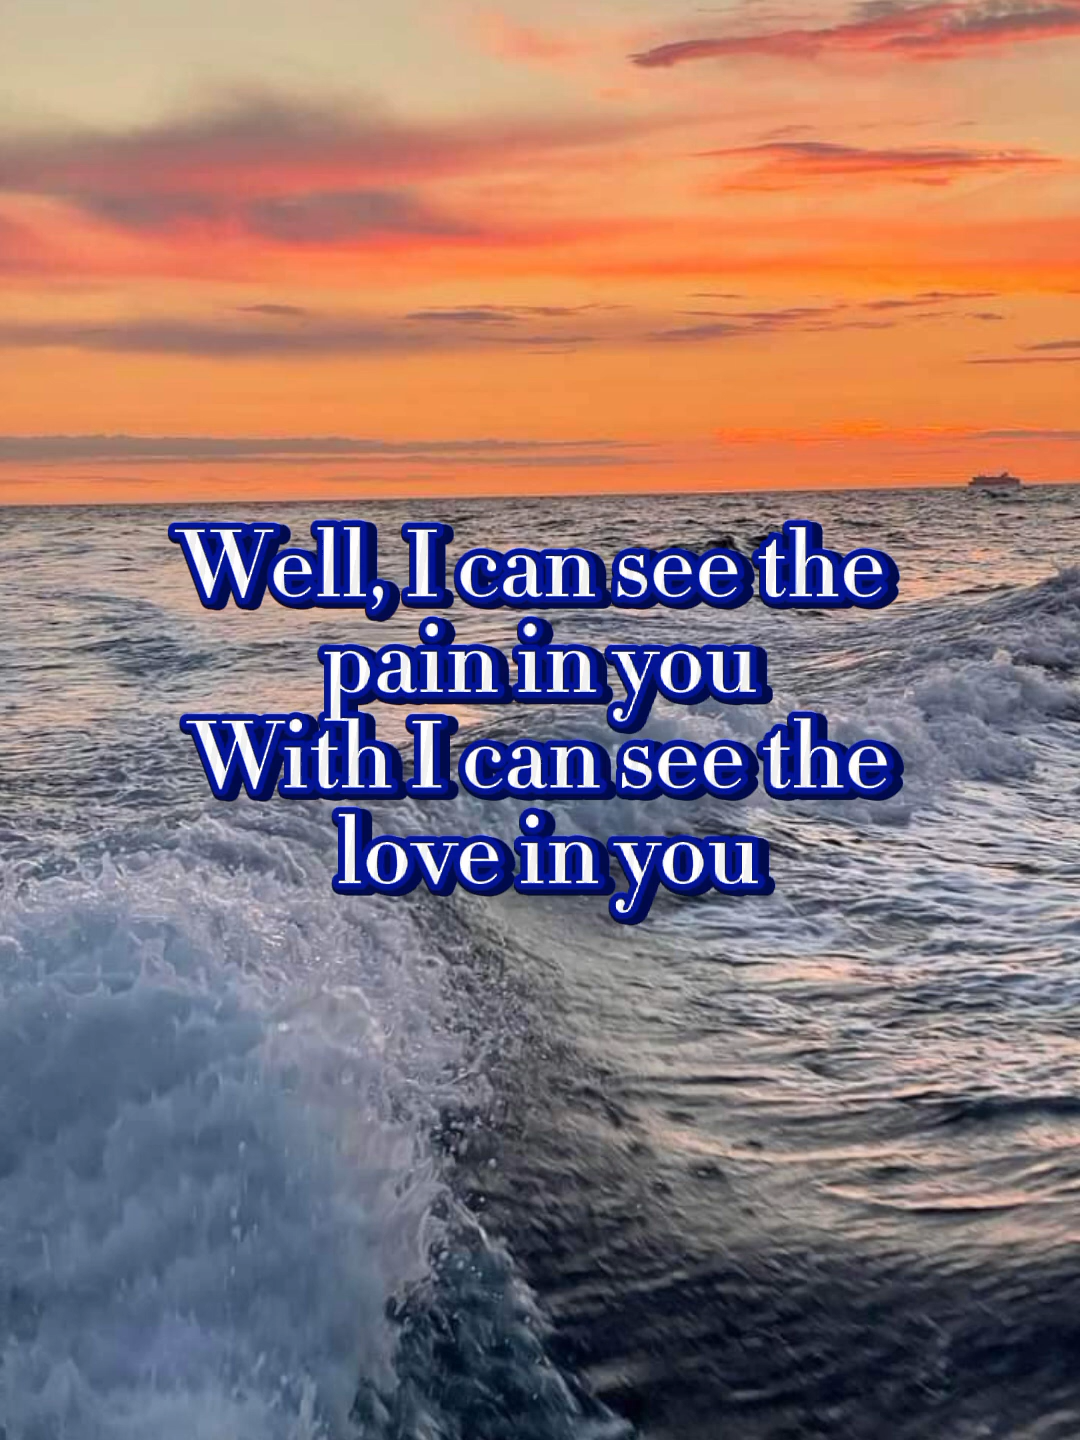 Well, I can see the
pain in you
With I can see the
love in you